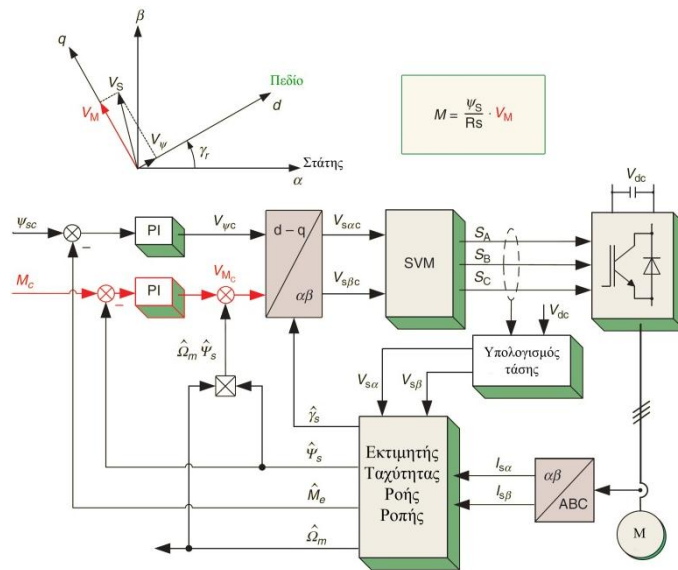 β
q
V_S
Πεδίο
d
V_M
V_ψ
γ_r
Στάτης
α
M = ψ_S / Rs · V_M
V_dc
ψ_sc
PI
V_ψc
d – q
αβ
V_sαc
V_sβc
SVM
S_A
S_B
S_C
M_c
PI
V_Mc
V_dc
Υπολογισμός
τάσης
Ω̂_m Ψ̂_s
V_sα
V_sβ
γ̂_s
Ψ̂_s
M̂_e
Ω̂_m
Εκτιμητής
Ταχύτητας
Ροής
Ροπής
I_sα
I_sβ
αβ
ABC
M